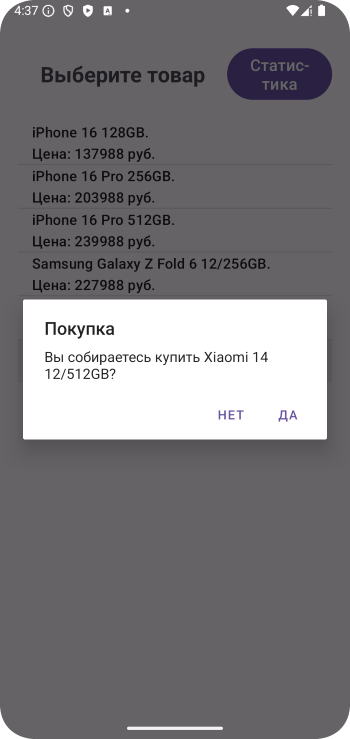 4:37
Выберите товар
Статис-
тика
iPhone 16 128GB.
Цена: 137988 руб.
iPhone 16 Pro 256GB.
Цена: 203988 руб.
iPhone 16 Pro 512GB.
Цена: 239988 руб.
Samsung Galaxy Z Fold 6 12/256GB.
Цена: 227988 руб.
Покупка
Вы собираетесь купить Xiaomi 14
12/512GB?
НЕТ
ДА